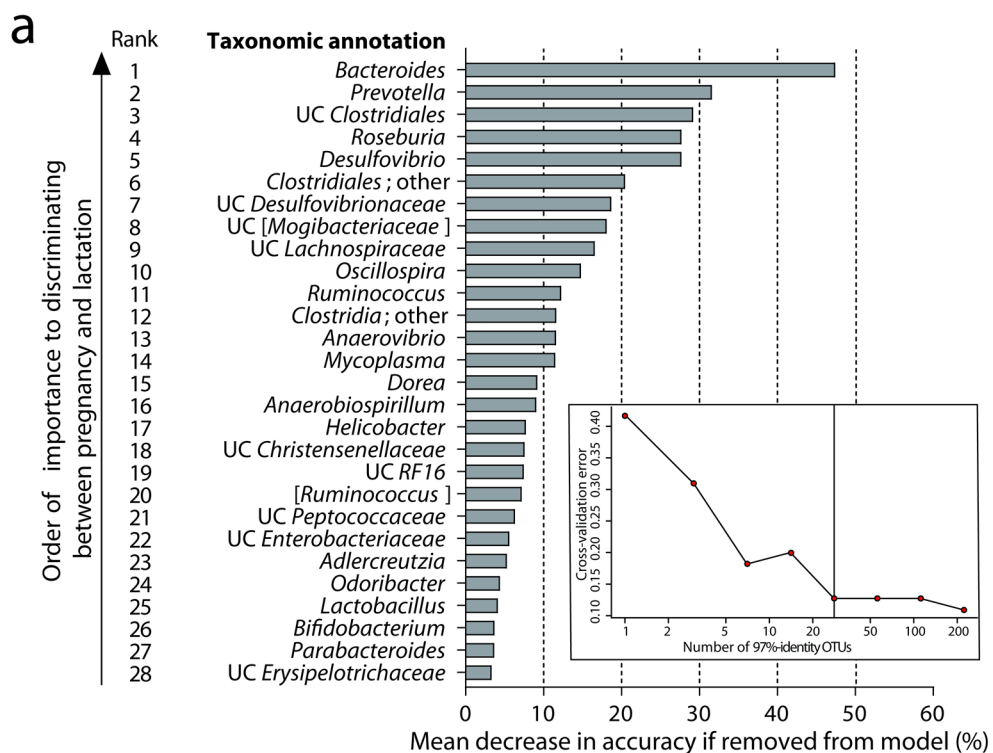 a
Rank Taxonomic annotation
1 Bacteroides
2 Prevotella
3 UC Clostridiales
4 Roseburia
5 Desulfovibrio
6 Clostridiales ; other
7 UC Desulfovibrionaceae
8 UC [Mogibacteriaceae ]
9 UC Lachnospiraceae
10 Oscillospira
11 Ruminococcus
12 Clostridia ; other
13 Anaerovibrio
14 Mycoplasma
15 Dorea
16 Anaerobiospirillum
17 Helicobacter
18 UC Christensenellaceae
19 UC RF16
20 [Ruminococcus ]
21 UC Peptococcaceae
22 UC Enterobacteriaceae
23 Adlercreutzia
24 Odoribacter
25 Lactobacillus
26 Bifidobacterium
27 Parabacteroides
28 UC Erysipelotrichaceae
Order of importance to discriminating
between pregnancy and lactation
0 10 20 30 40 50 60
Mean decrease in accuracy if removed from model (%)
Cross-validation error
0.10 0.15 0.20 0.25 0.30 0.35 0.40
1 2 5 10 20 50 100 200
Number of 97%-identity OTUs